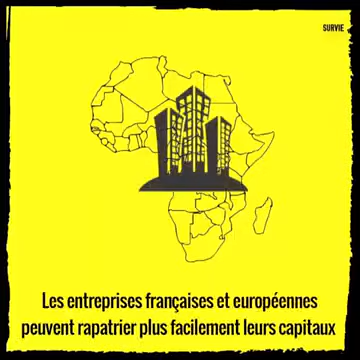 SURVIE
Les entreprises françaises et européennes
peuvent rapatrier plus facilement leurs capitaux